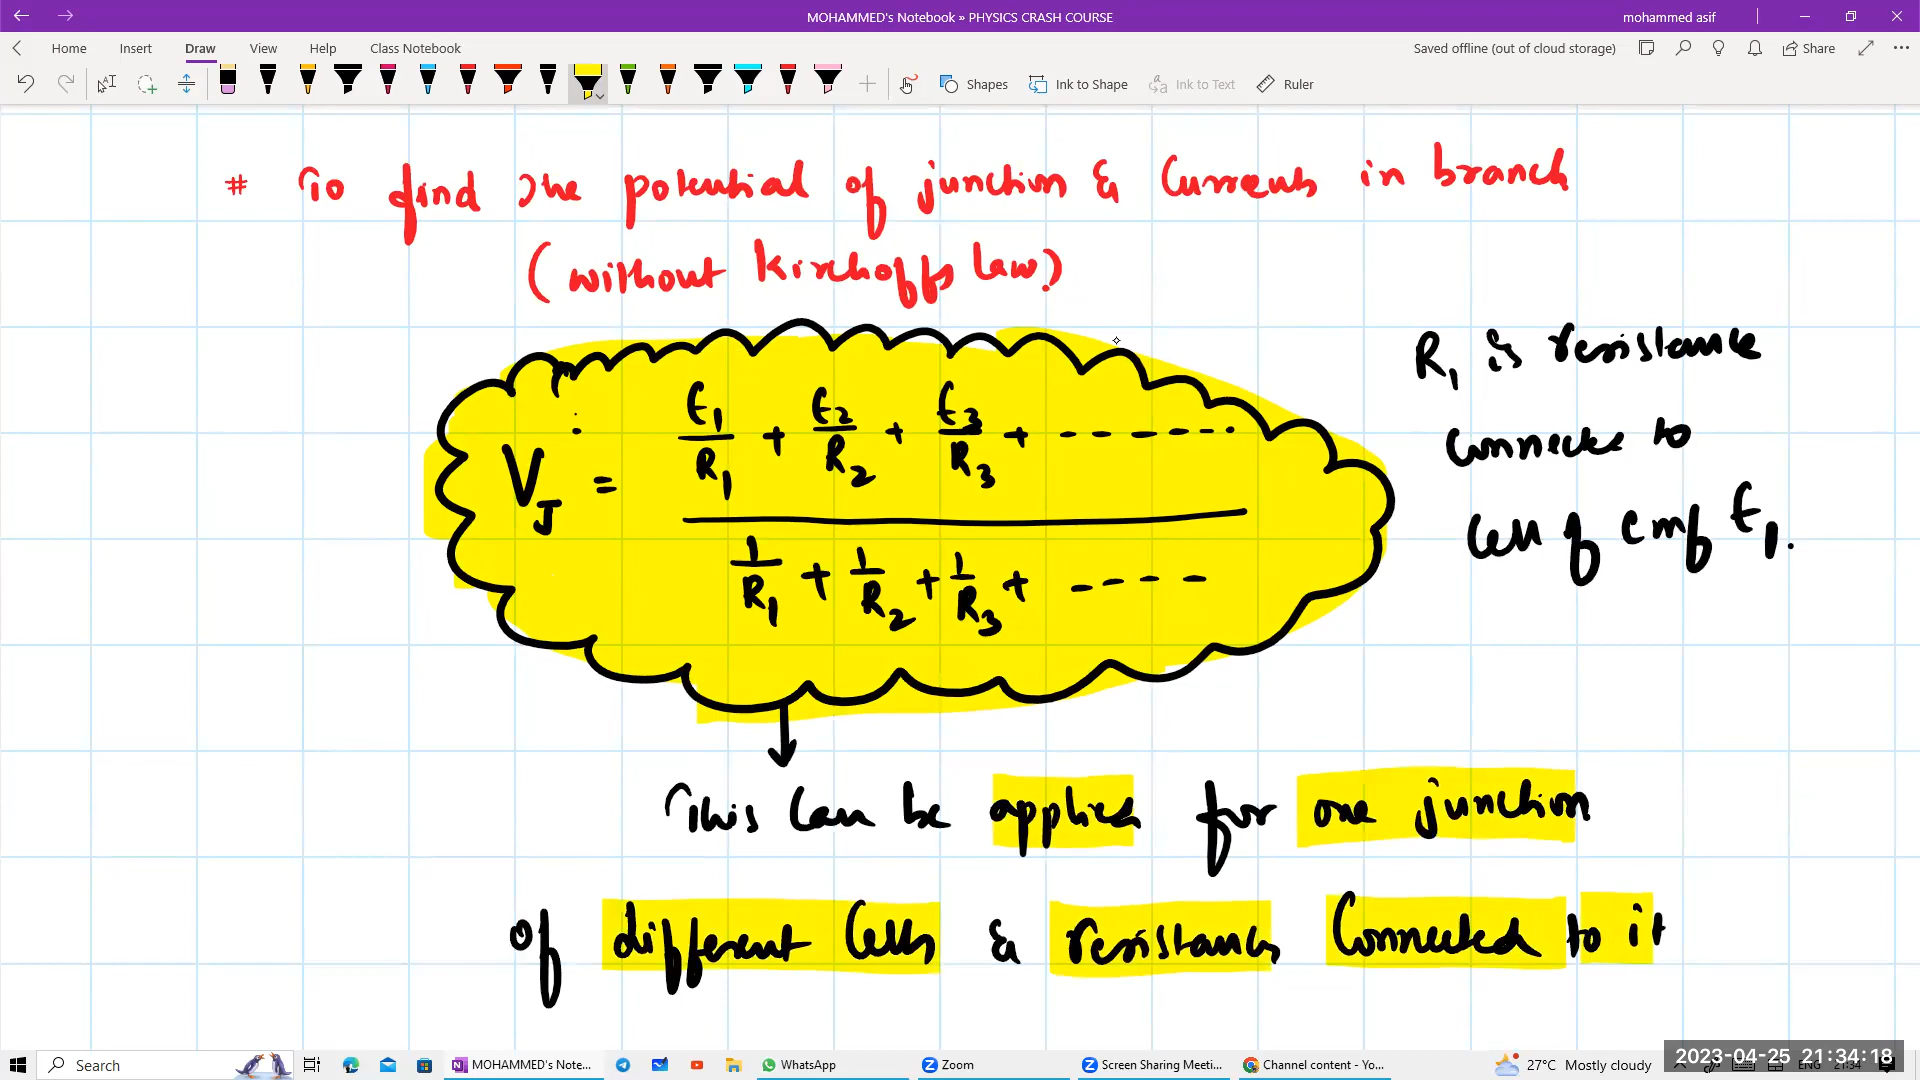 MOHAMMED's Notebook » PHYSICS CRASH COURSE
mohammed asif
Home Insert Draw View Help Class Notebook
Saved offline (out of cloud storage)
Share
Shapes Ink to Shape Ink to Text Ruler
# To find the potential of junction & Currents in branch
(without kirchoffs law)
V_J = (E1/R1 + E2/R2 + E3/R3 + -------) / (1/R1 + 1/R2 + 1/R3 + ----)
R1 is resistance
connected to
Cell of emf E1.
This can be applied for one junction
of different Cells & resistances Connected to it
Search
MOHAMMED's Note...
WhatsApp
Zoom
Screen Sharing Meeti...
Channel content - Yo...
27°C Mostly cloudy
2023-04-25 21:34:18